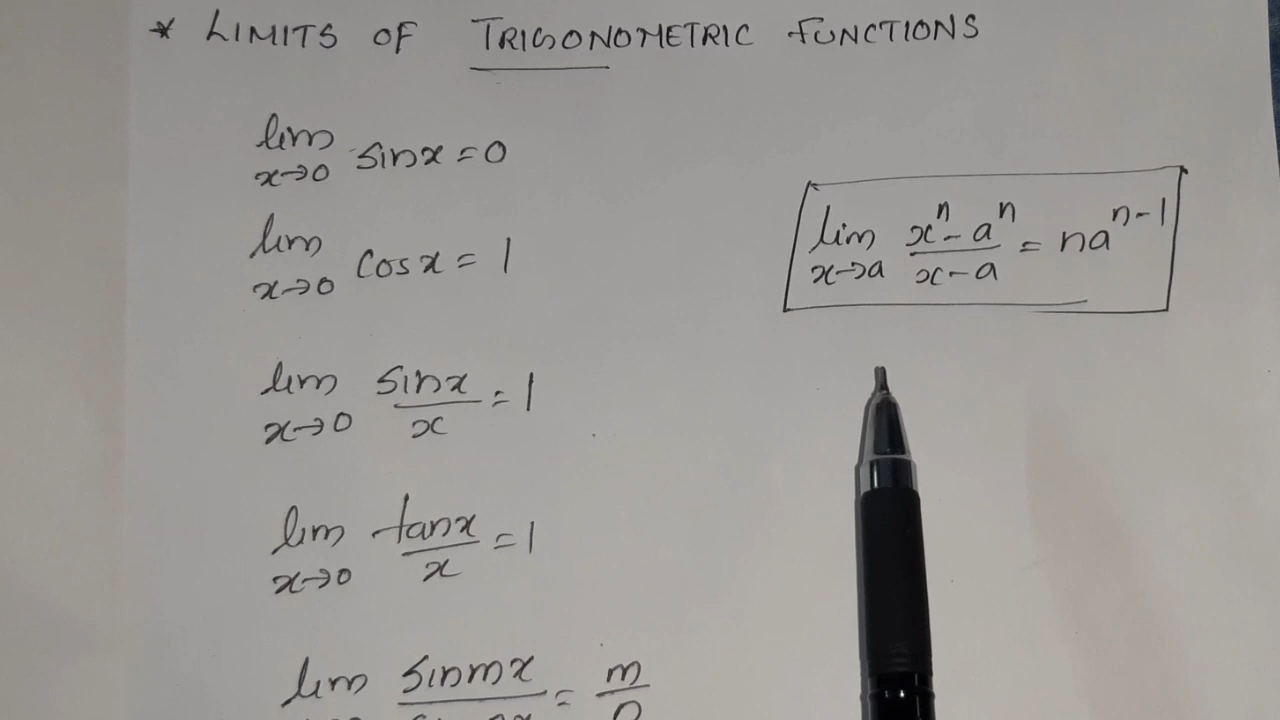 * LIMITS OF TRIGONOMETRIC FUNCTIONS
lim x→0 sinx = 0
lim x→0 cosx = 1
lim x→a (x^n - a^n)/(x-a) = na^(n-1)
lim x→0 sinx/x = 1
lim x→0 tanx/x = 1
lim sinmx = m/n